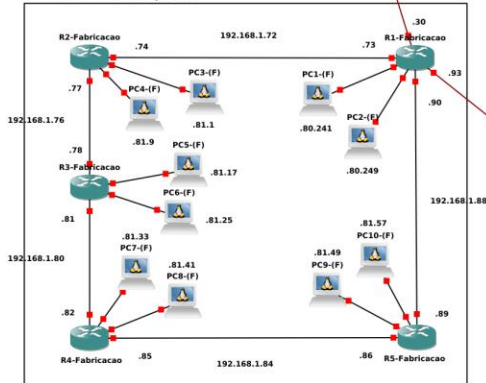 .30
R2-Fabricacao
.74
192.168.1.72
.73
R1-Fabricacao
.93
.77
PC3-(F)
PC4-(F)
PC1-(F)
.90
.81.1
.81.9
PC2-(F)
.80.241
192.168.1.76
PC5-(F)
.78
.81.17
.80.249
R3-Fabricacao
PC6-(F)
192.168.1.88
.81
.81.25
.81.57
.81.33
PC10-(F)
PC7-(F)
.81.41
.81.49
192.168.1.80
PC8-(F)
PC9-(F)
.82
.89
R4-Fabricacao
.85
192.168.1.84
.86
R5-Fabricacao